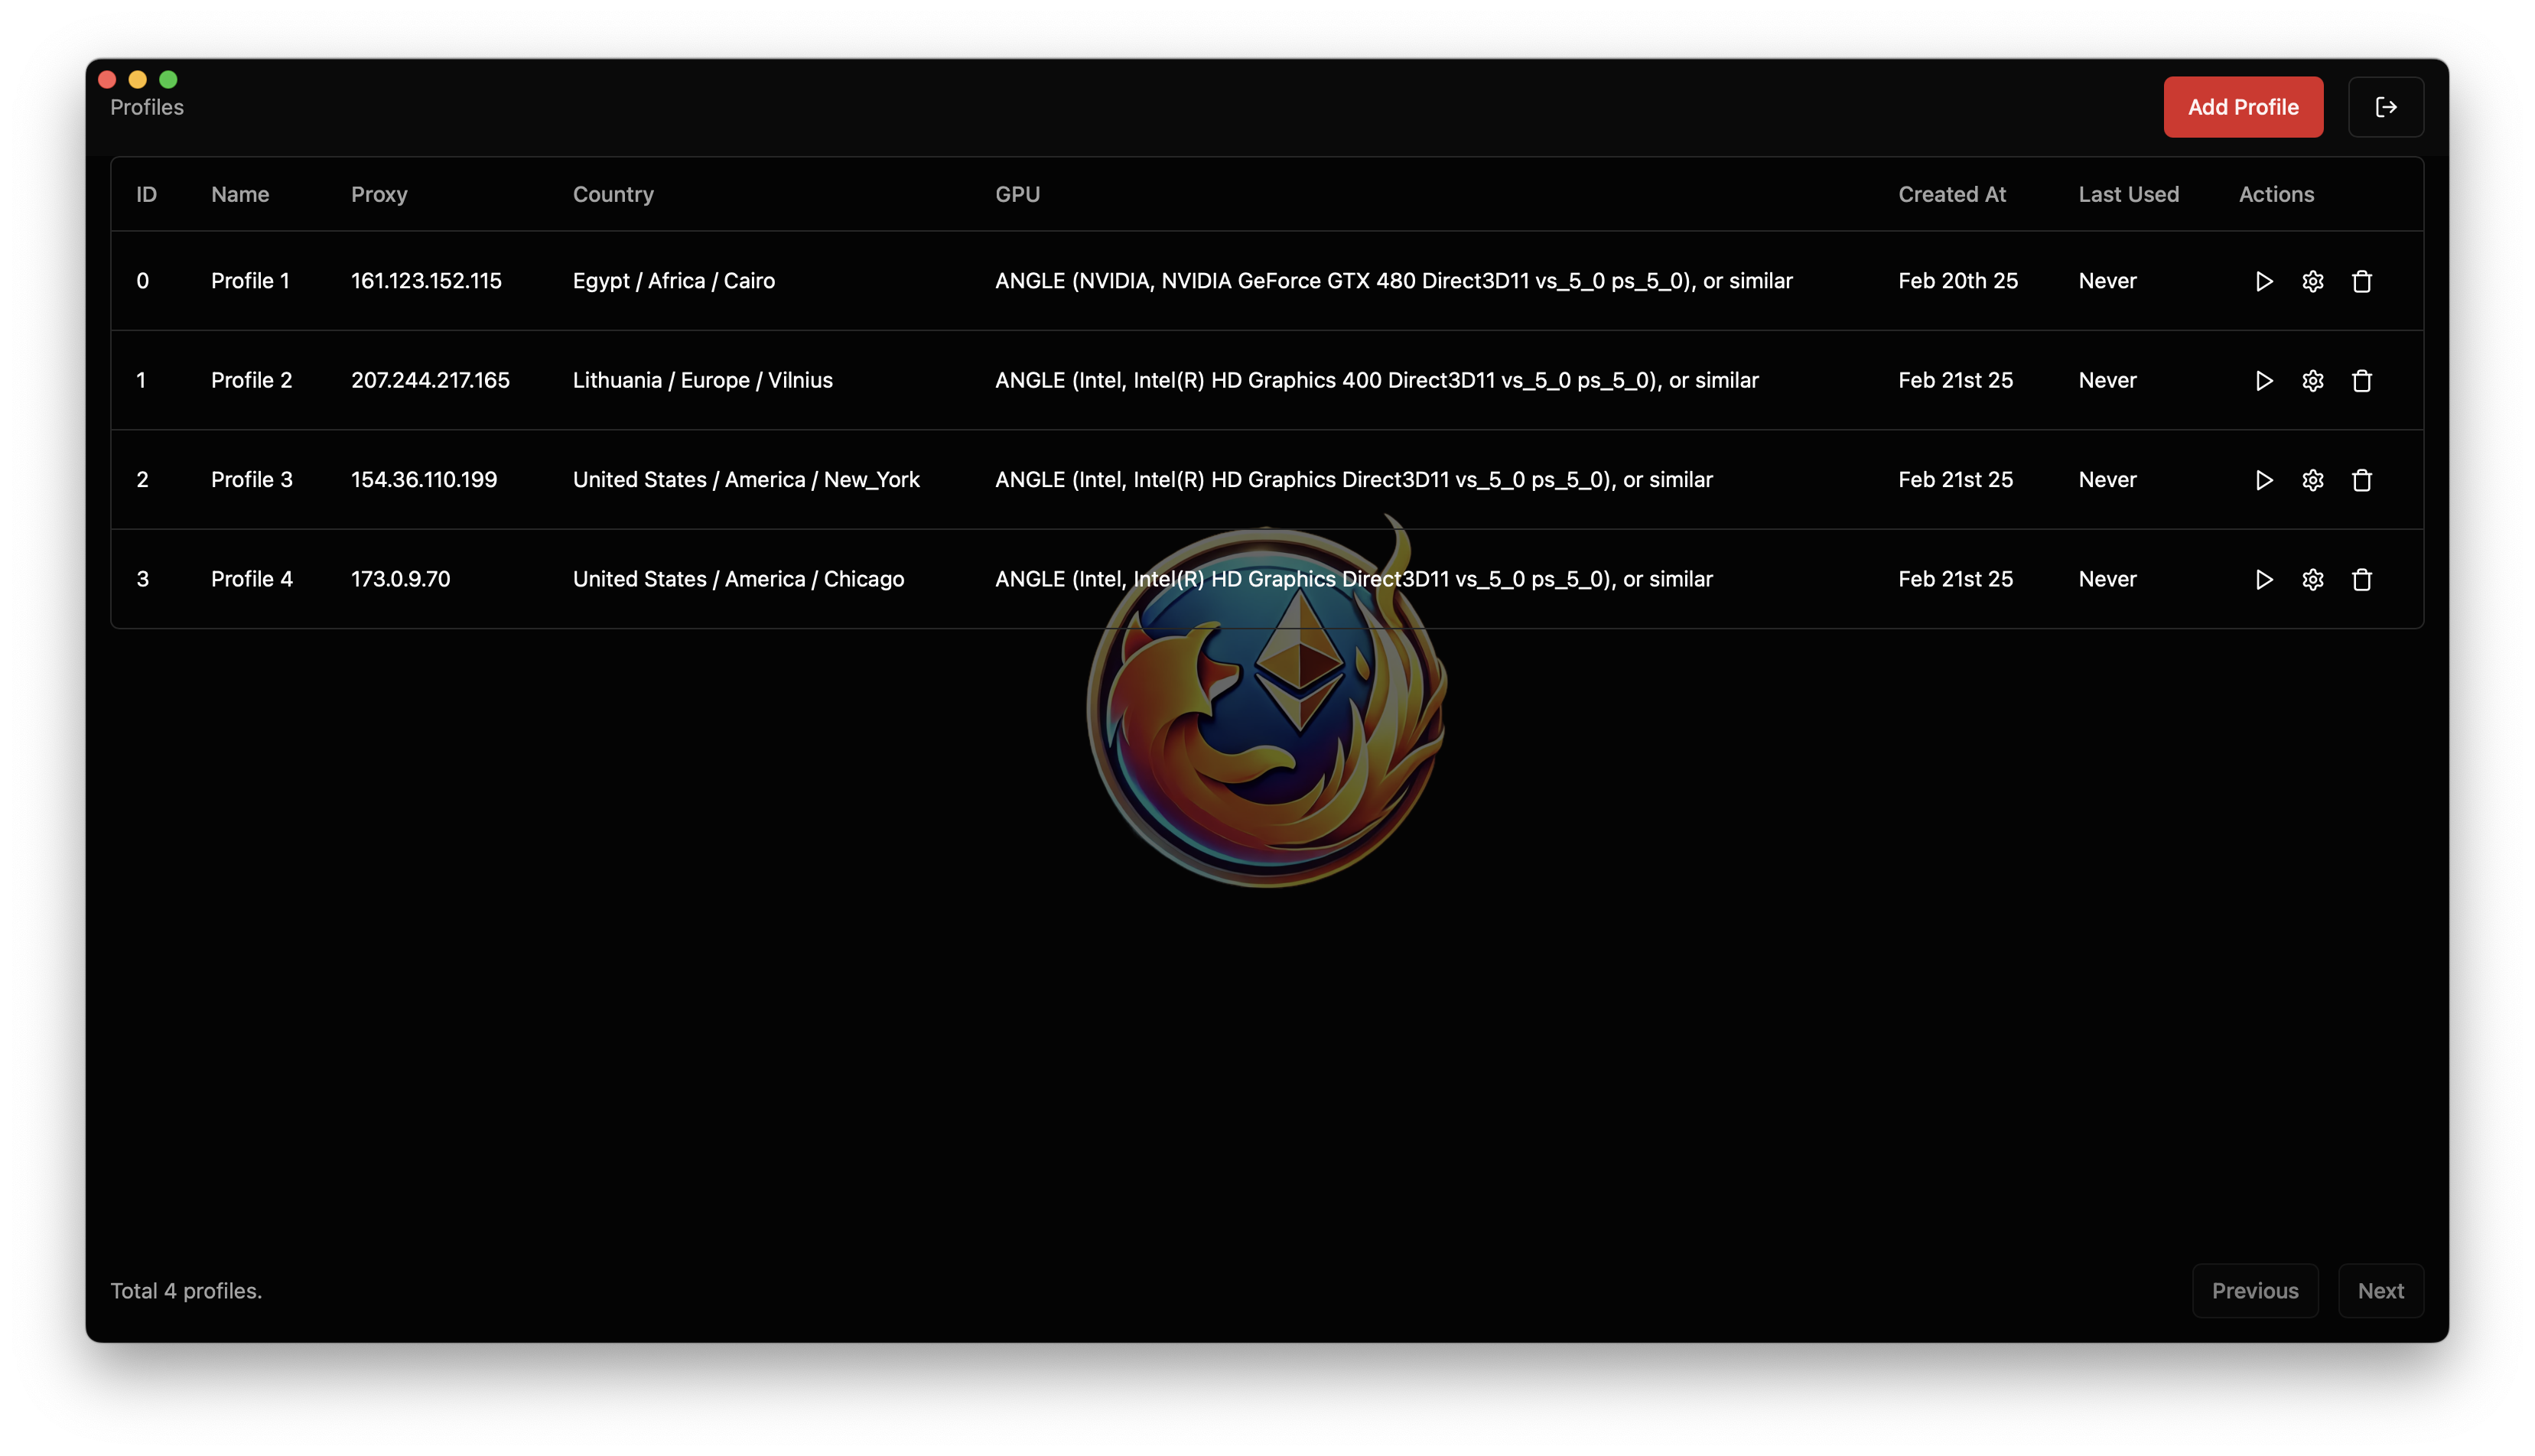 Profiles
Add Profile
ID Name Proxy Country GPU Created At Last Used Actions
0 Profile 1 161.123.152.115 Egypt / Africa / Cairo ANGLE (NVIDIA, NVIDIA GeForce GTX 480 Direct3D11 vs_5_0 ps_5_0), or similar Feb 20th 25 Never
1 Profile 2 207.244.217.165 Lithuania / Europe / Vilnius ANGLE (Intel, Intel(R) HD Graphics 400 Direct3D11 vs_5_0 ps_5_0), or similar Feb 21st 25 Never
2 Profile 3 154.36.110.199 United States / America / New_York ANGLE (Intel, Intel(R) HD Graphics Direct3D11 vs_5_0 ps_5_0), or similar Feb 21st 25 Never
3 Profile 4 173.0.9.70 United States / America / Chicago ANGLE (Intel, Intel(R) HD Graphics Direct3D11 vs_5_0 ps_5_0), or similar Feb 21st 25 Never
Total 4 profiles.
Previous Next